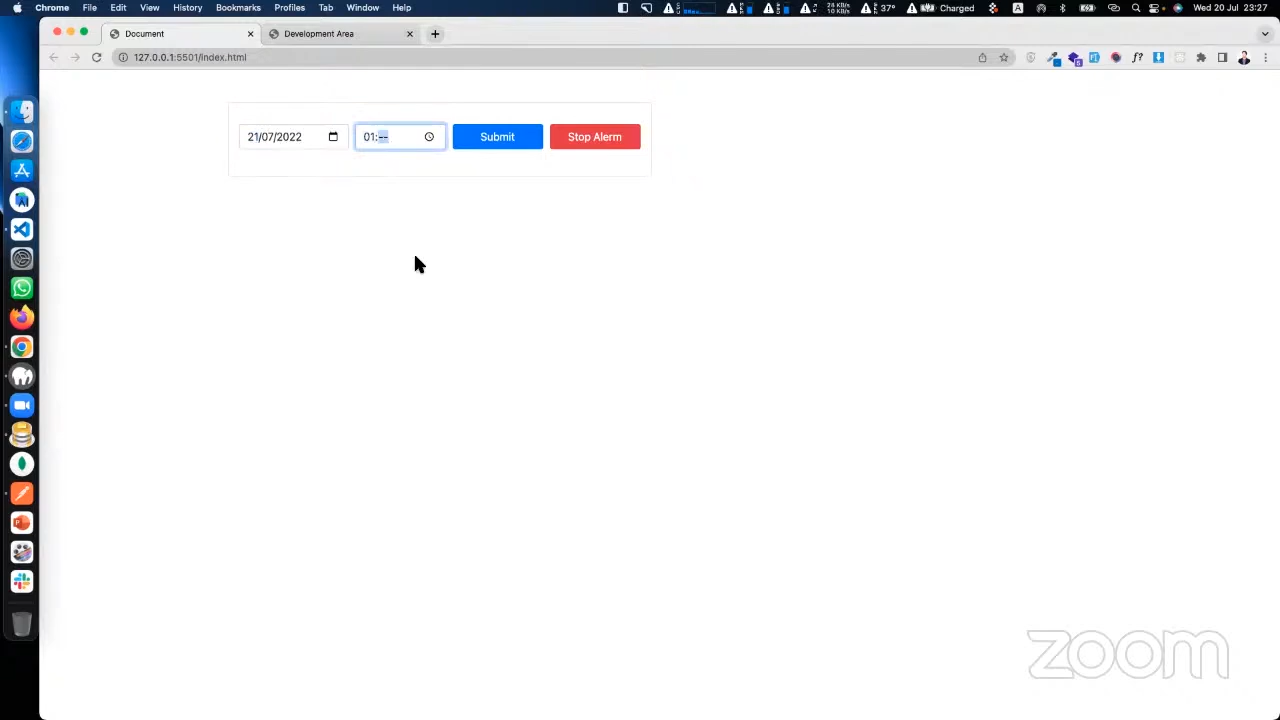 Chrome File Edit View History Bookmarks Profiles Tab Window Help 37° Charged A Wed 20 Jul 23:27
Document Development Area
127.0.0.1:5501/index.html
21/07/2022 01:-- Submit Stop Alerm
zoom